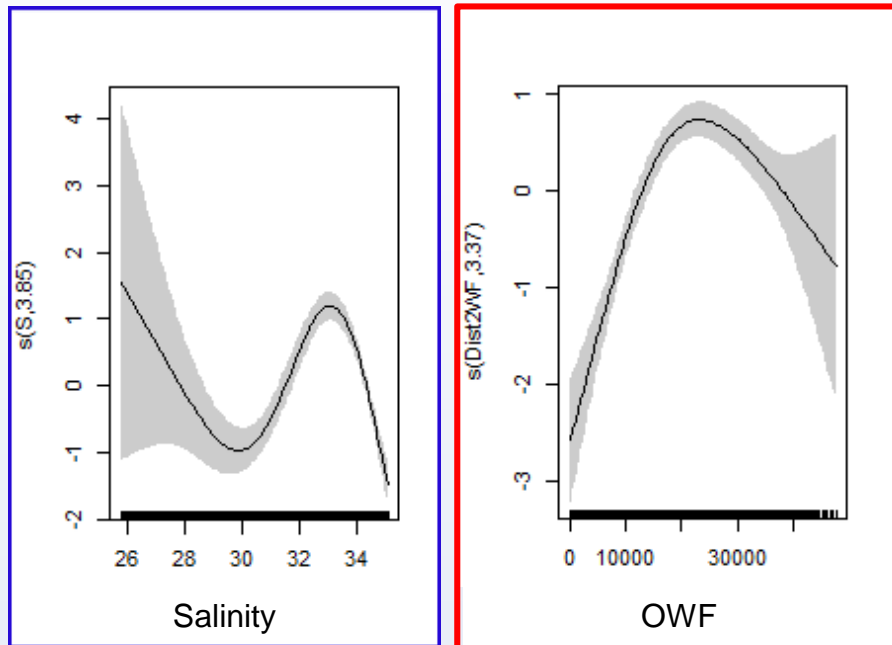 s(S,3.85)
4
3
2
1
0
-1
-2
26 28 30 32 34
Salinity
s(Dist2WF,3.37)
1
0
-1
-2
-3
0 10000 30000
OWF